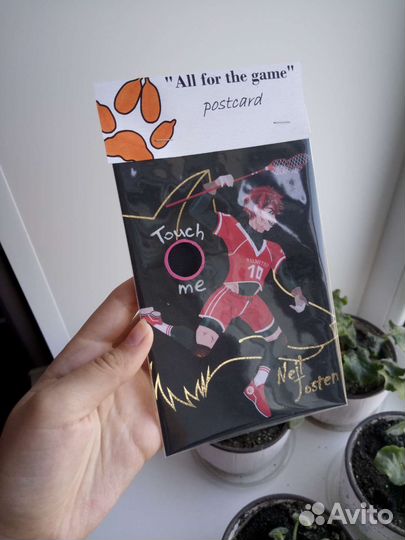 "All for the game"
postcard
Touch
me
10
Neil
Josten
Avito